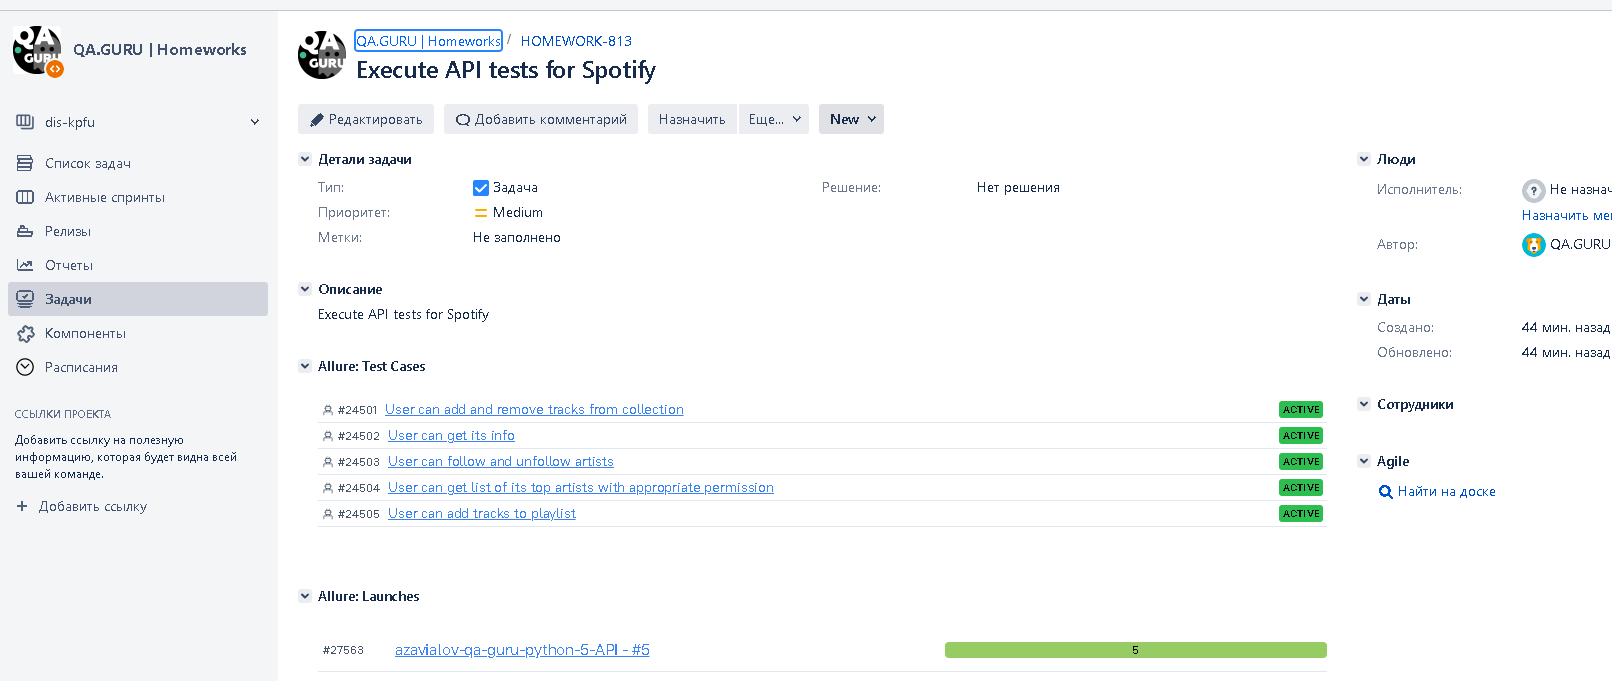 QA.GURU | Homeworks
dis-kpfu
Список задач
Активные спринты
Релизы
Отчеты
Задачи
Компоненты
Расписания
ССЫЛКИ ПРОЕКТА
Добавить ссылку на полезную
информацию, которая будет видна всей
вашей команде.
+ Добавить ссылку
QA.GURU | Homeworks / HOMEWORK-813
Execute API tests for Spotify
Редактировать Добавить комментарий Назначить Еще... New
Детали задачи
Тип: Задача Решение: Нет решения
Приоритет: Medium
Метки: Не заполнено
Описание
Execute API tests for Spotify
Allure: Test Cases
#24501 User can add and remove tracks from collection ACTIVE
#24502 User can get its info ACTIVE
#24503 User can follow and unfollow artists ACTIVE
#24504 User can get list of its top artists with appropriate permission ACTIVE
#24505 User can add tracks to playlist ACTIVE
Allure: Launches
#27563 azavialov-qa-guru-python-5-API - #5 5
Люди
Исполнитель: Не назнач
Назначить ме
Автор: QA.GURU
Даты
Создано: 44 мин. назад
Обновлено: 44 мин. назад
Сотрудники
Agile
Найти на доске